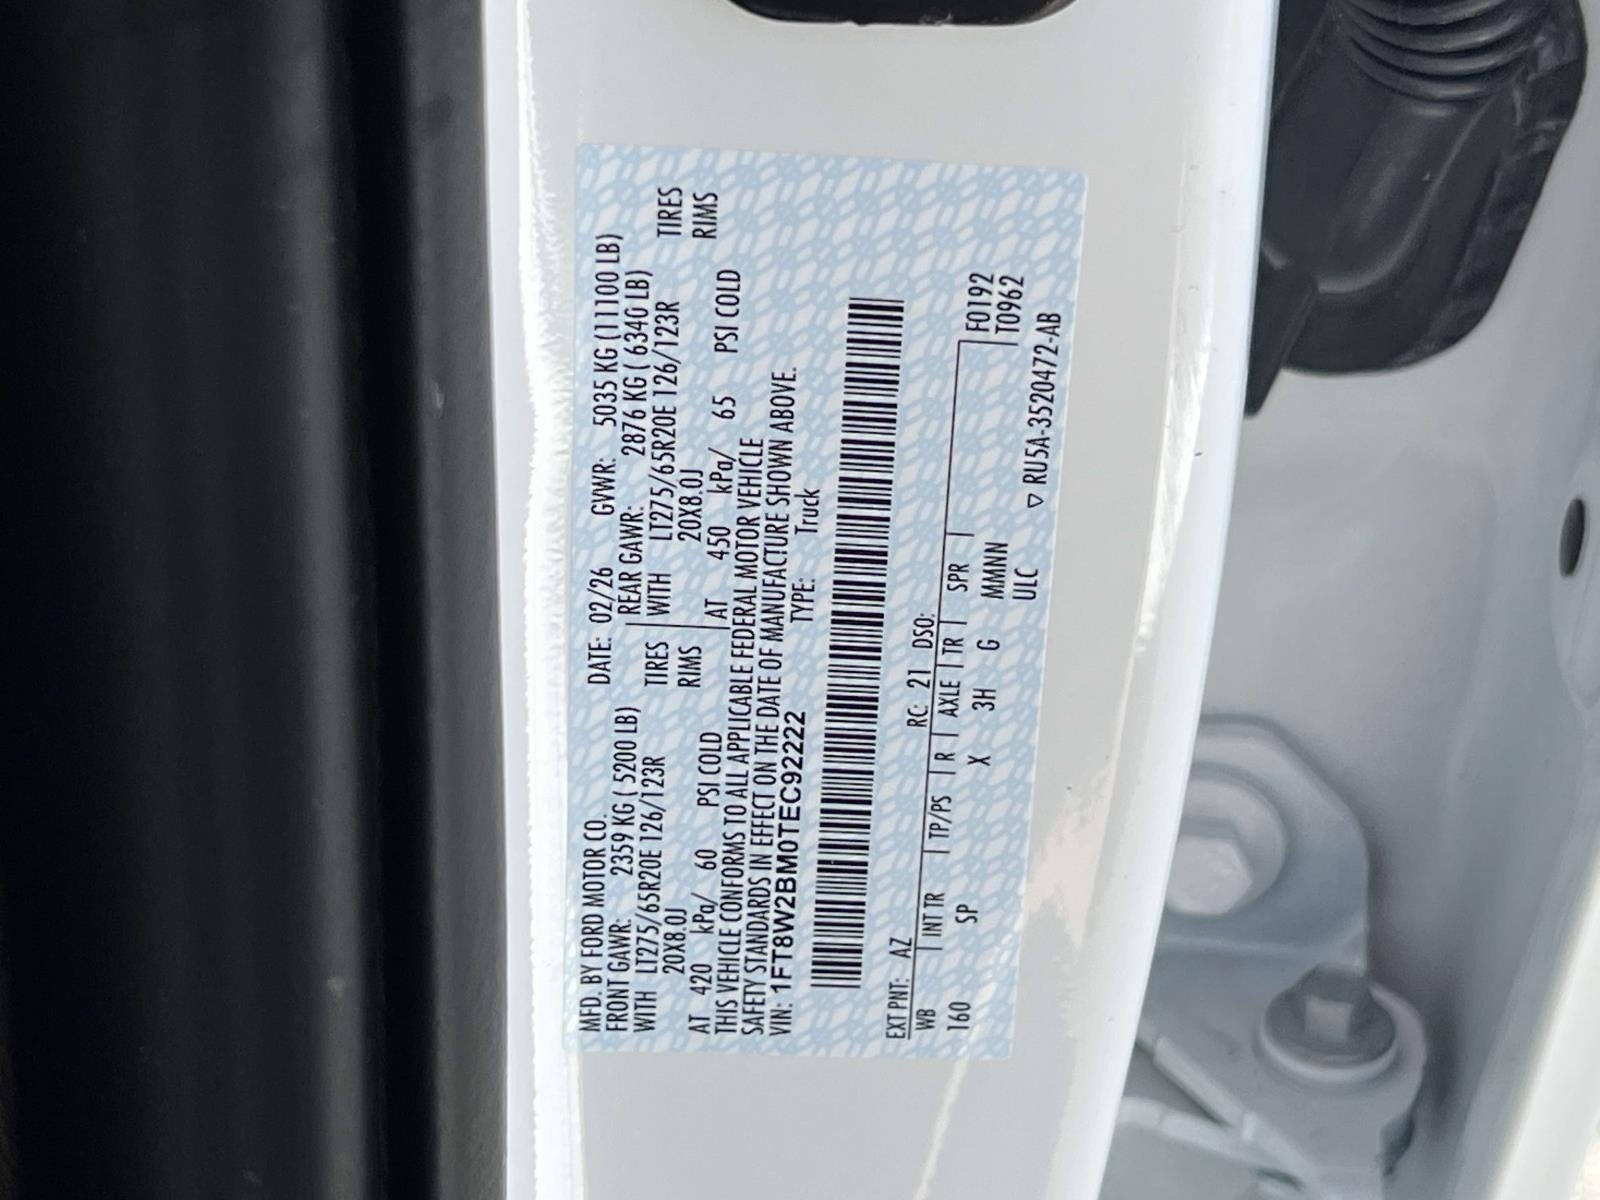 MFD. BY FORD MOTOR CO.
DATE: 02/26 GVWR: 5035 KG (11100 LB)
FRONT GAWR: 2359 KG ( 5200 LB) REAR GAWR: 2876 KG ( 6340 LB)
WITH LT275/65R20E 126/123R TIRES WITH LT275/65R20E 126/123R TIRES
20X8.0J RIMS 20X8.0J RIMS
AT 420 kPa/ 60 PSI COLD AT 450 kPa/ 65 PSI COLD
THIS VEHICLE CONFORMS TO ALL APPLICABLE FEDERAL MOTOR VEHICLE
SAFETY STANDARDS IN EFFECT ON THE DATE OF MANUFACTURE SHOWN ABOVE.
VIN: 1FT8W2BM0TEC92222 TYPE: Truck
EXT PNT: AZ RC: 21 DSO: F0192
WB INT TR TP/PS R AXLE TR SPR T0962
160 SP X 3H G MMNN
ULC ▽ RU5A-3520472-AB